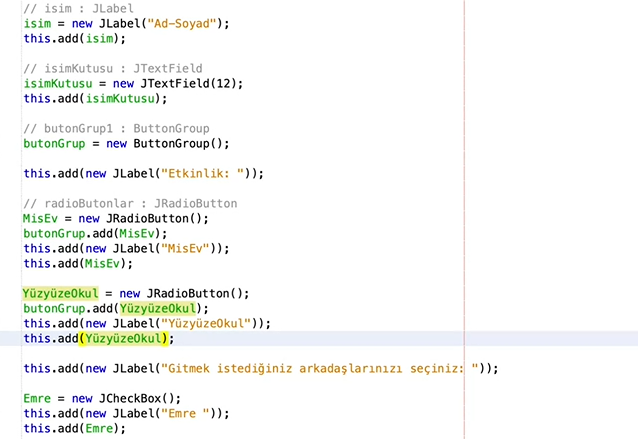 // isim : JLabel
isim = new JLabel("Ad-Soyad");
this.add(isim);
// isimKutusu : JTextField
isimKutusu = new JTextField(12);
this.add(isimKutusu);
// butonGrup1 : ButtonGroup
butonGrup = new ButtonGroup();
this.add(new JLabel("Etkinlik: "));
// radioButonlar : JRadioButton
MisEv = new JRadioButton();
butonGrup.add(MisEv);
this.add(new JLabel("MisEv"));
this.add(MisEv);
YüzyüzeOkul = new JRadioButton();
butonGrup.add(YüzyüzeOkul);
this.add(new JLabel("YüzyüzeOkul"));
this.add(YüzyüzeOkul);
this.add(new JLabel("Gitmek istediğiniz arkadaşlarınızı seçiniz: "));
Emre = new JCheckBox();
this.add(new JLabel("Emre "));
this.add(Emre);